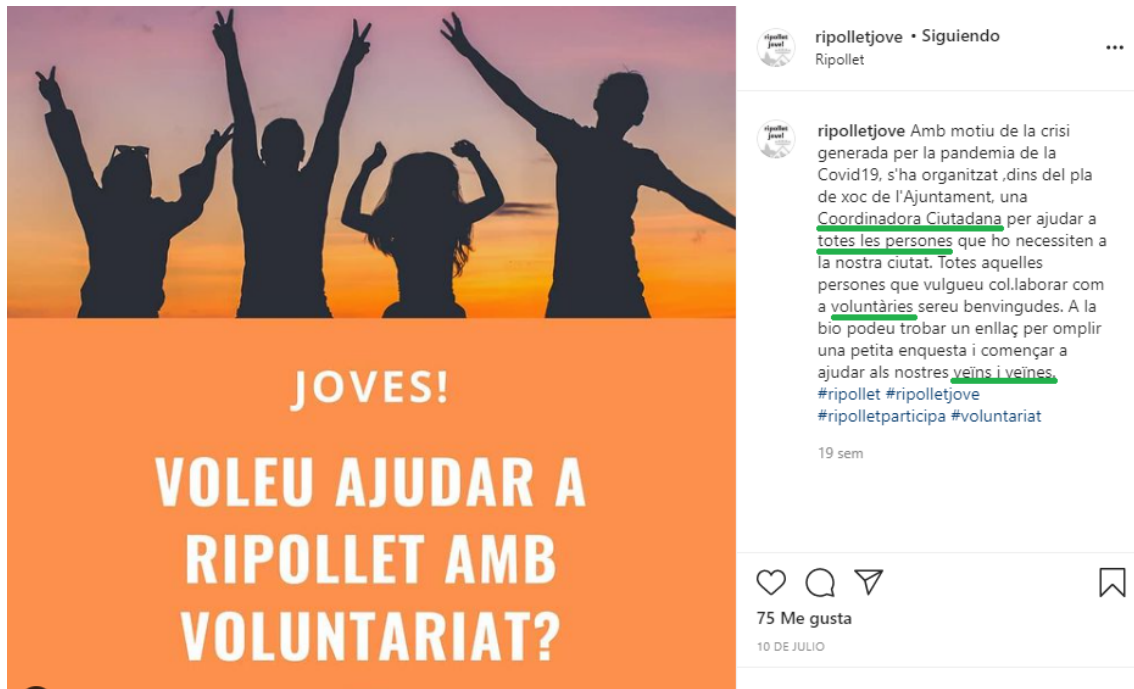 JOVES!
VOLEU AJUDAR A
RIPOLLET AMB
VOLUNTARIAT?
ripollet
jove!
ripolletjove • Siguiendo
Ripollet
ripollet
jove!
ripolletjove Amb motiu de la crisi
generada per la pandemia de la
Covid19, s'ha organitzat ,dins del pla
de xoc de l'Ajuntament, una
Coordinadora Ciutadana per ajudar a
totes les persones que ho necessiten a
la nostra ciutat. Totes aquelles
persones que vulgueu col.laborar com
a voluntàries sereu benvingudes. A la
bio podeu trobar un enllaç per omplir
una petita enquesta i començar a
ajudar als nostres veïns i veïnes.
#ripollet #ripolletjove
#ripolletparticipa #voluntariat
19 sem
75 Me gusta
10 DE JULIO